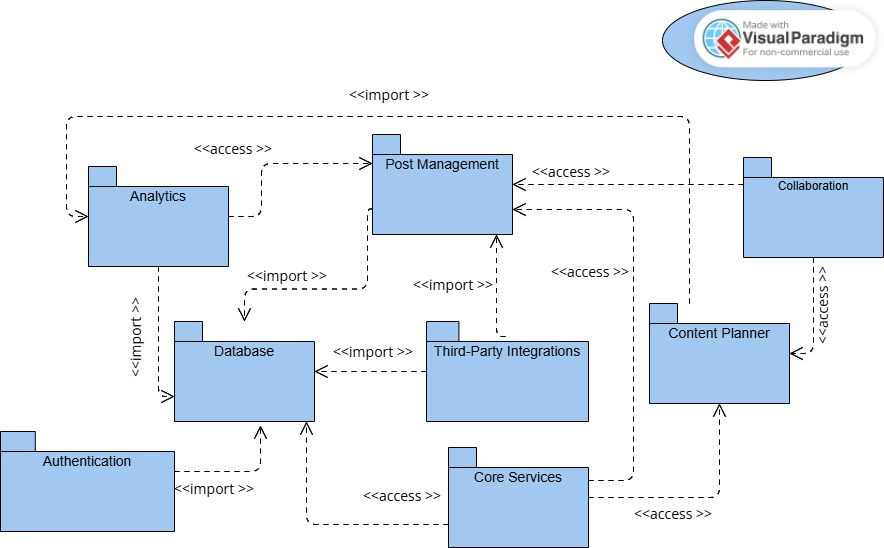 Made with
Visual Paradigm
For non-commercial use
<<import >>
<<access >>
Post Management
<<access >>
Collaboration
Analytics
<<import >>
<<import >>
<<access >>
<<access >>
<<import >>
Content Planner
Database
<<import >>
Third-Party Integrations
Authentication
<<import >>
Core Services
<<access >>
<<access >>